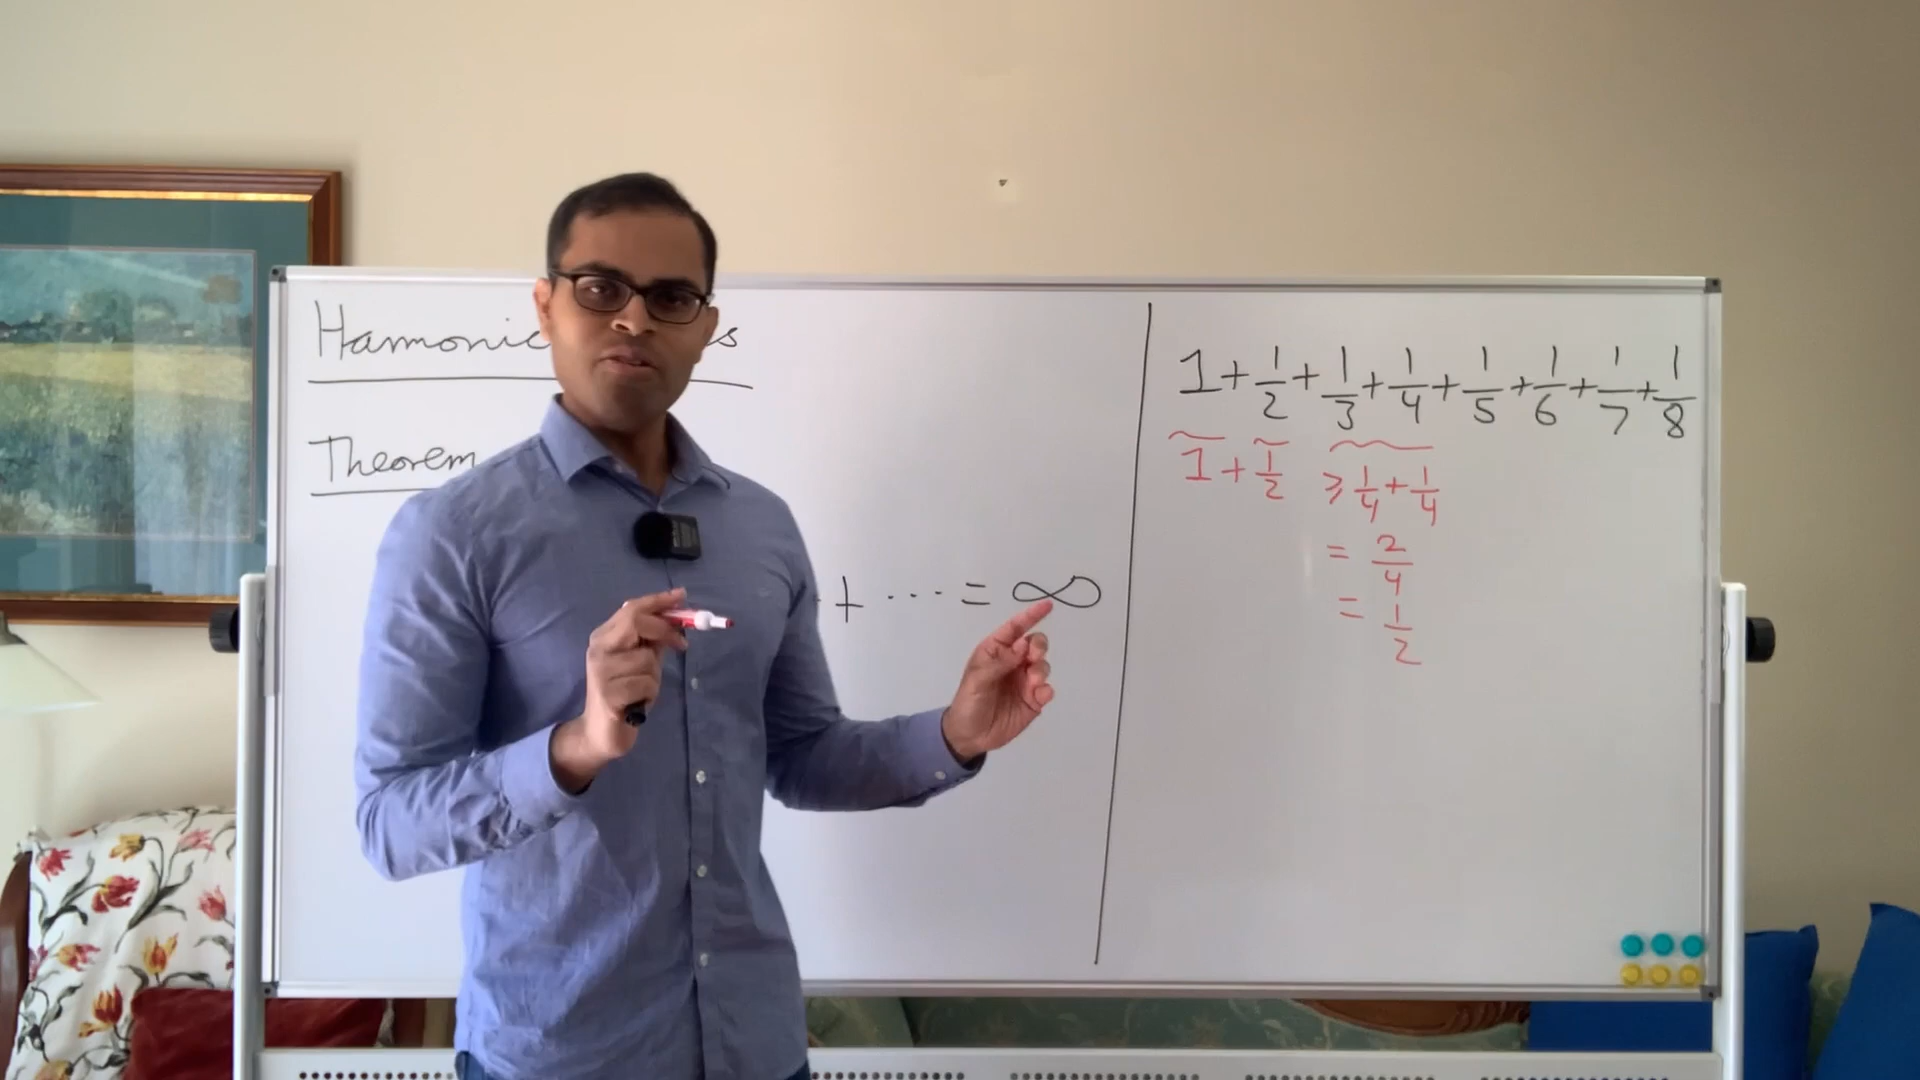 Harmonic
Theorem
+ ... = ∞
1 + 1/2 + 1/3 + 1/4 + 1/5 + 1/6 + 1/7 + 1/8
1 + 1/2 ≥ 1/4 + 1/4
= 2/4
= 1/2